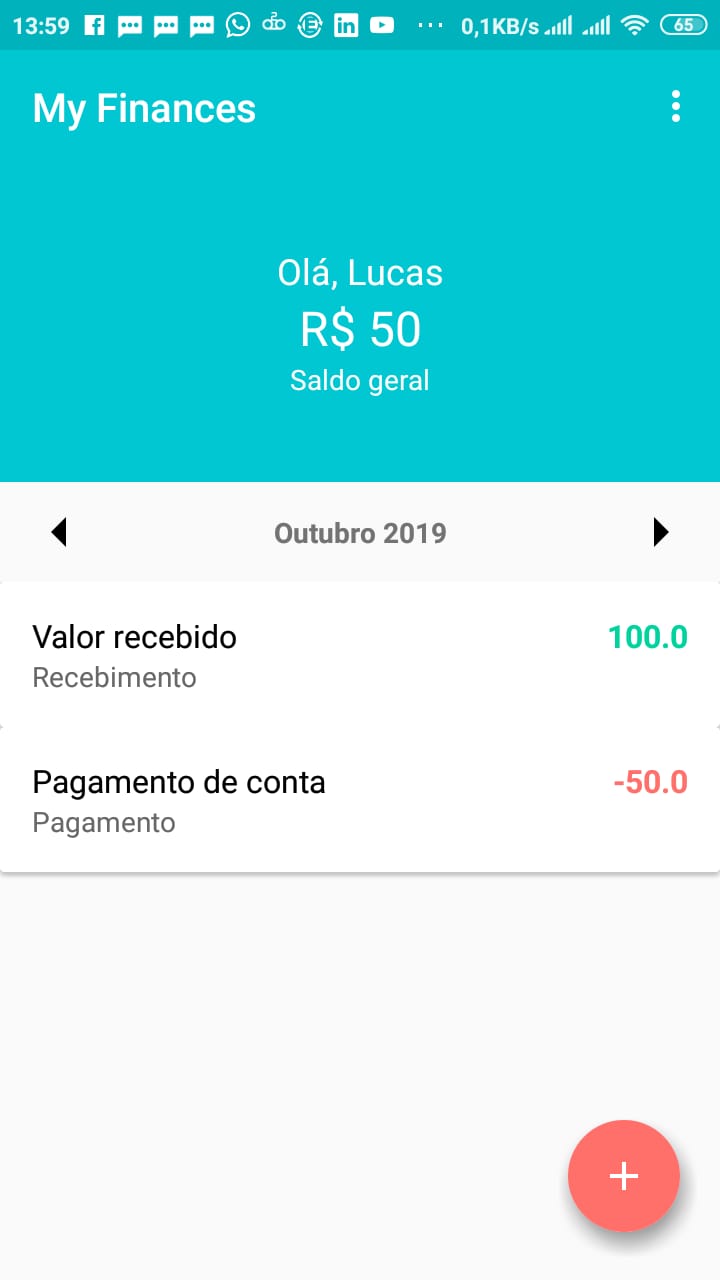 13:59 0,1KB/s 65
My Finances
Olá, Lucas
R$ 50
Saldo geral
Outubro 2019
Valor recebido 100.0
Recebimento
Pagamento de conta -50.0
Pagamento